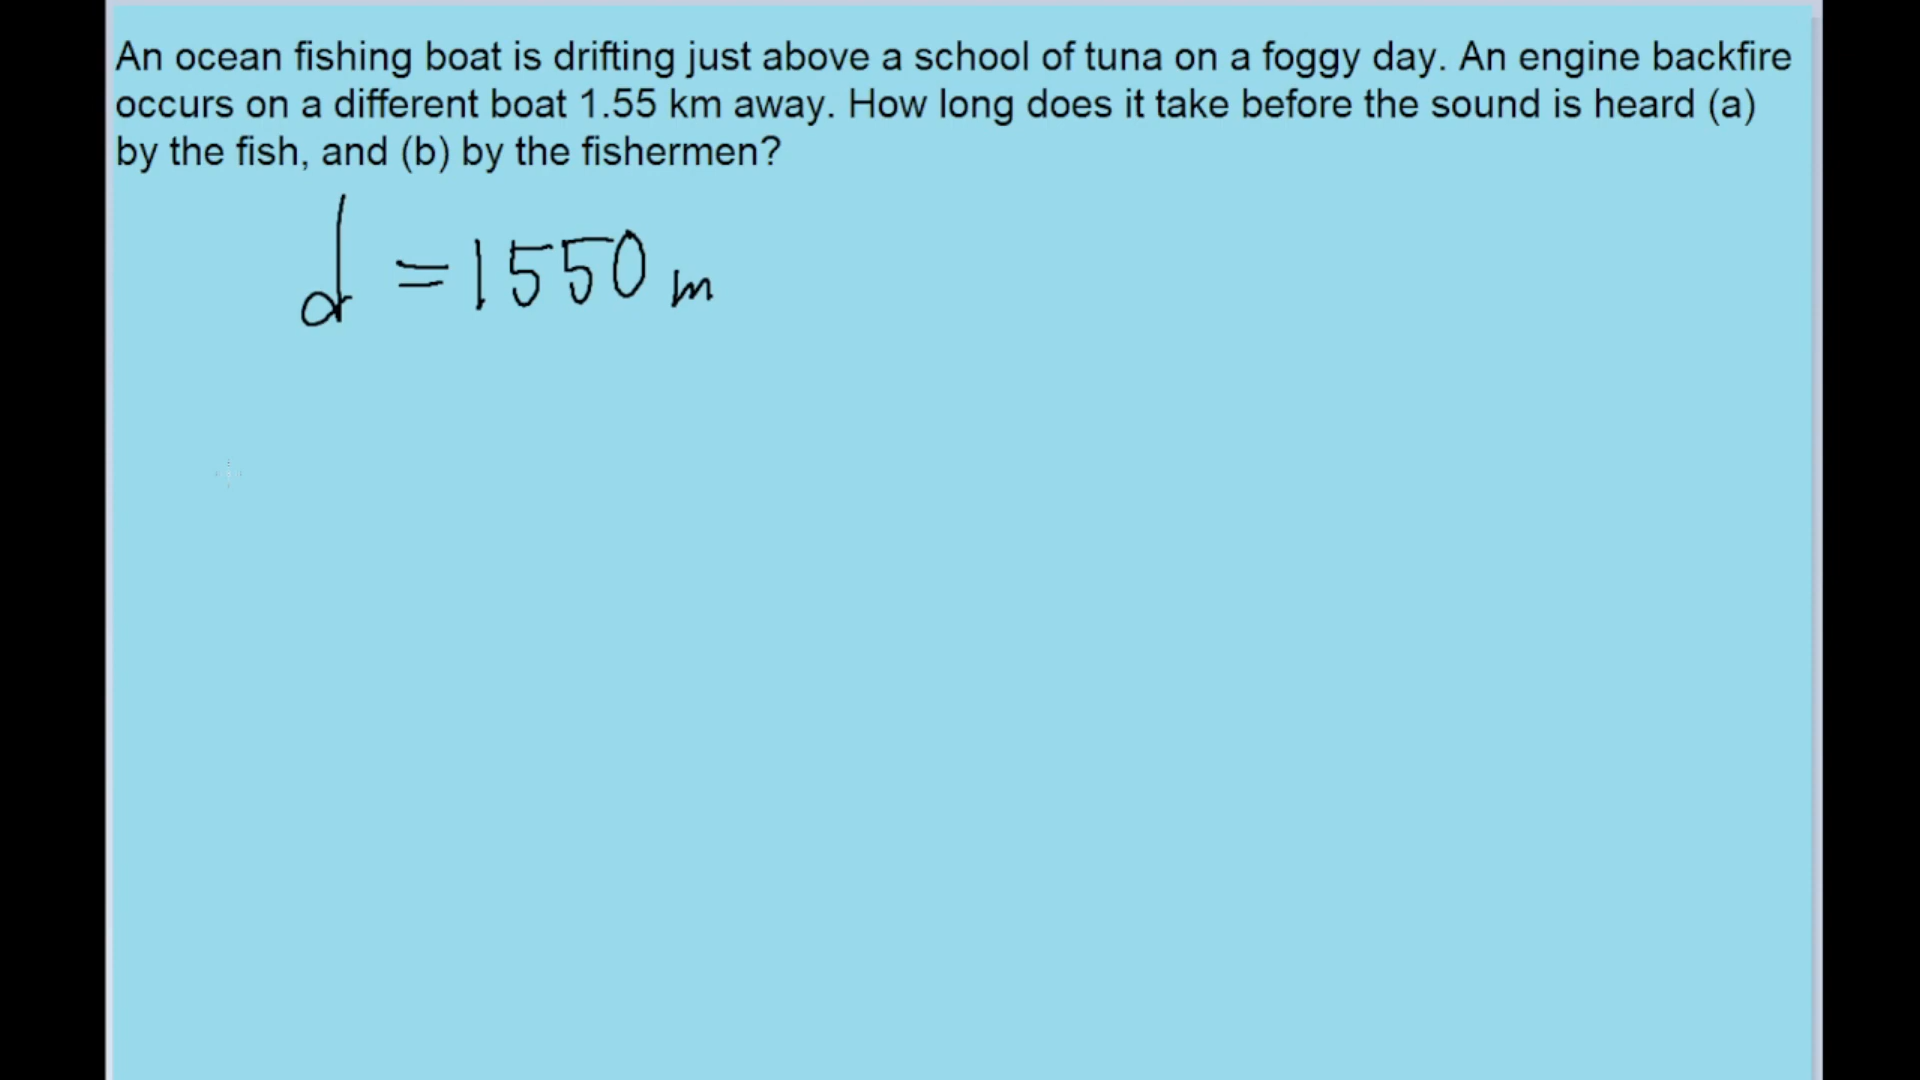 An ocean fishing boat is drifting just above a school of tuna on a foggy day. An engine backfire
occurs on a different boat 1.55 km away. How long does it take before the sound is heard (a)
by the fish, and (b) by the fishermen?
d = 1550 m